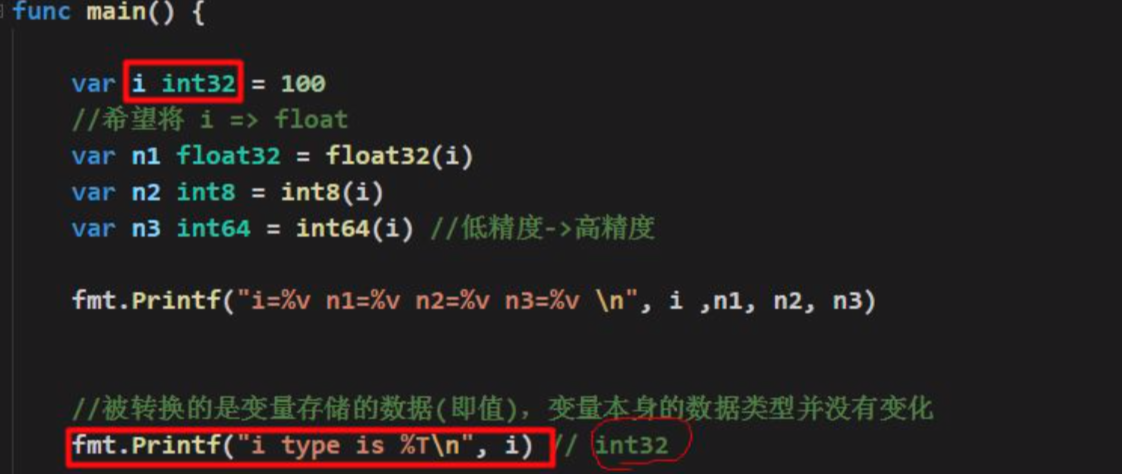 func main() {
var i int32 = 100
//希望将 i => float
var n1 float32 = float32(i)
var n2 int8 = int8(i)
var n3 int64 = int64(i) //低精度->高精度
fmt.Printf("i=%v n1=%v n2=%v n3=%v \n", i ,n1, n2, n3)
//被转换的是变量存储的数据(即值)，变量本身的数据类型并没有变化
fmt.Printf("i type is %T\n", i) // int32